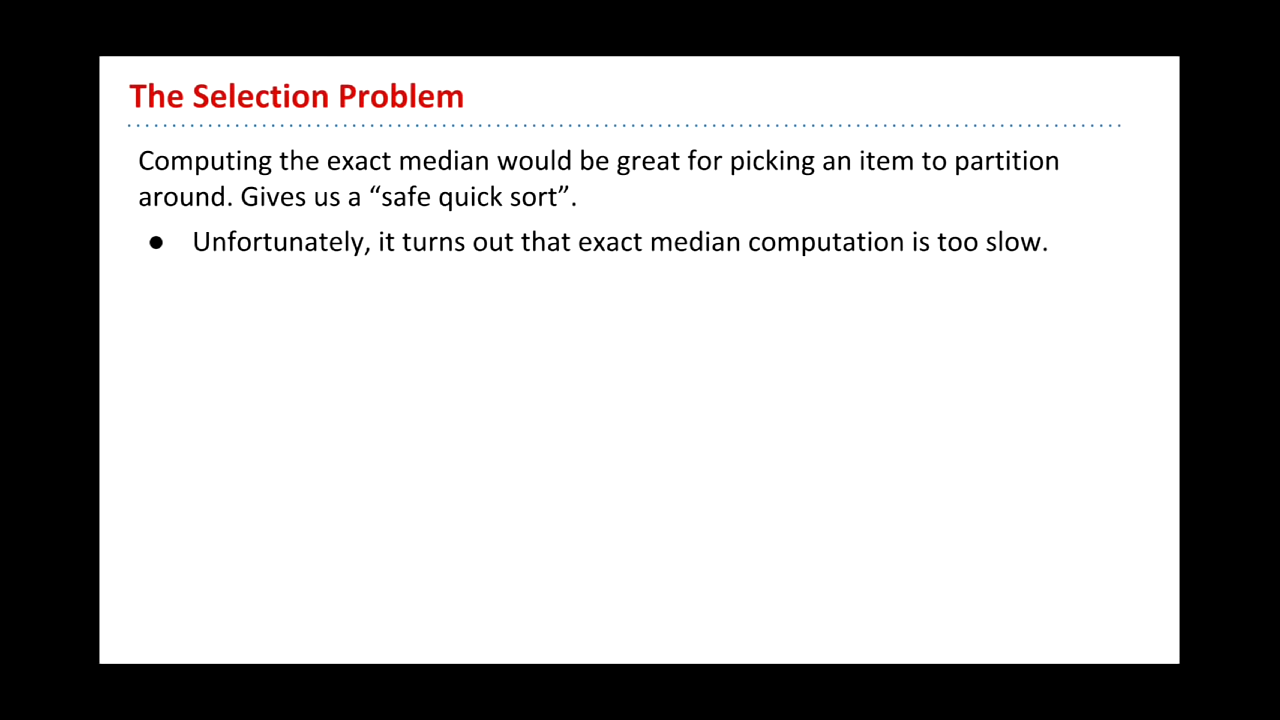 The Selection Problem
Computing the exact median would be great for picking an item to partition
around. Gives us a “safe quick sort”.
● Unfortunately, it turns out that exact median computation is too slow.